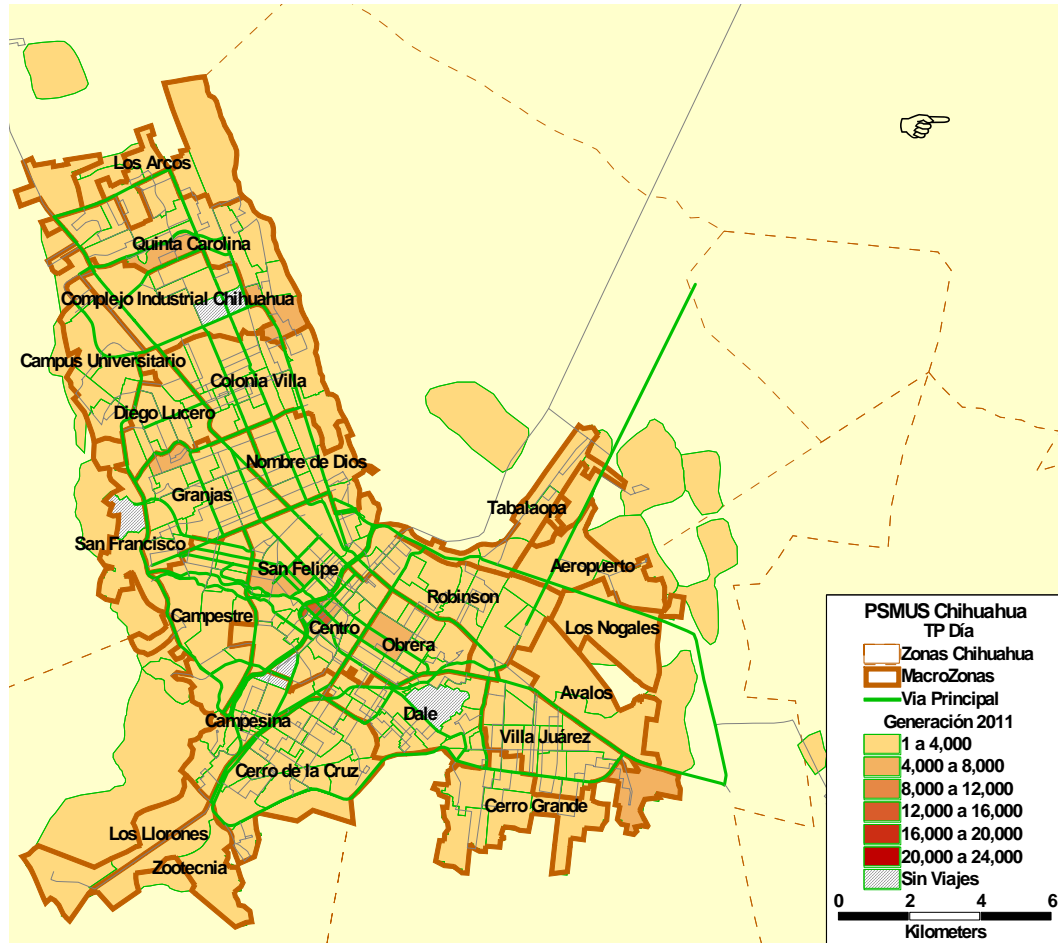 Los Arcos
Quinta Carolina
Complejo Industrial Chihuahua
Campus Universitario
Colonia Villa
Diego Lucero
Nombre de Dios
Granjas
Tabalaopa
San Francisco
San Felipe
Aeropuerto
Campestre
Robinson
Centro
Los Nogales
Obrera
Avalos
Campesina
Dale
Villa Juárez
Cerro de la Cruz
Cerro Grande
Los Llorones
Zootecnia
PSMUS Chihuahua
TP Día
Zonas Chihuahua
MacroZonas
Via Principal
Generación 2011
1 a 4,000
4,000 a 8,000
8,000 a 12,000
12,000 a 16,000
16,000 a 20,000
20,000 a 24,000
Sin Viajes
0 2 4 6
Kilometers